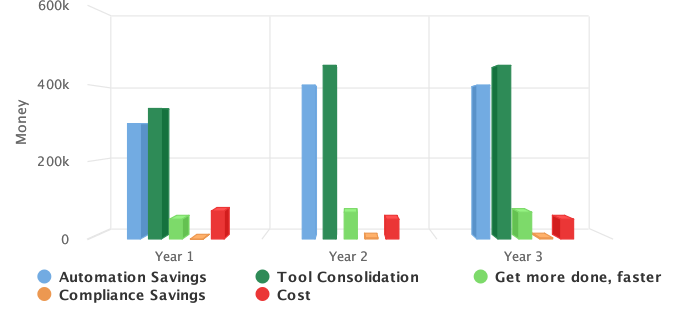 600k
400k
200k
0
Money
Year 1
Year 2
Year 3
Automation Savings
Tool Consolidation
Get more done, faster
Compliance Savings
Cost